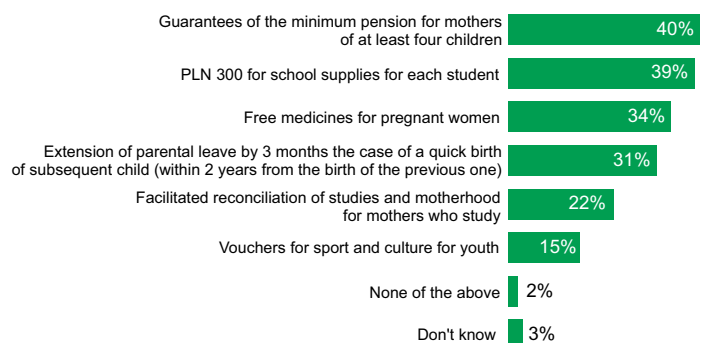 Guarantees of the minimum pension for mothers
of at least four children
40%
PLN 300 for school supplies for each student
39%
Free medicines for pregnant women
34%
Extension of parental leave by 3 months the case of a quick birth
of subsequent child (within 2 years from the birth of the previous one)
31%
Facilitated reconciliation of studies and motherhood
for mothers who study
22%
Vouchers for sport and culture for youth
15%
None of the above
2%
Don't know
3%